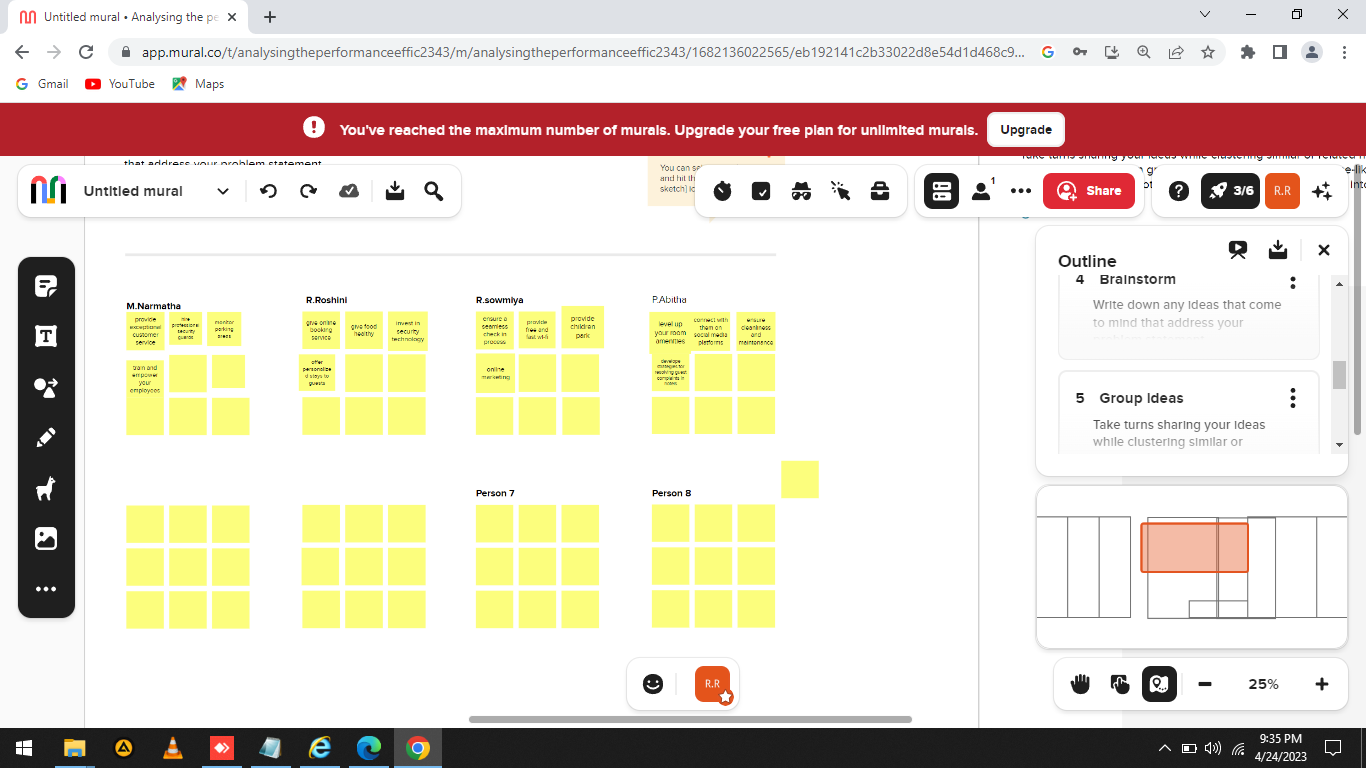 Untitled mural • Analysing the pe
app.mural.co/t/analysingtheperformanceeffic2343/m/analysingtheperformanceeffic2343/1682136022565/eb192141c2b33022d8e54d1d468c9...
Gmail
YouTube
Maps
You've reached the maximum number of murals. Upgrade your free plan for unlimited murals.
Upgrade
that address your problem statement
You can se
and hit th
sketch] ic
Take turns sharing your ideas while clustering similar or related n
Untitled mural
1
Share
3/6
R.R
Outline
4 Brainstorm
Write down any ideas that come
to mind that address your
5 Group Ideas
Take turns sharing your ideas
while clustering similar or
M.Narmatha
provide
exceptional
customer
service
hire
professional
security
guards
monitor
parking
areas
train and
empower
your
employees
R.Roshini
give online
booking
service
give food
healthy
invest in
security
technology
offer
personalize
d stays to
guests
R.sowmiya
ensure a
seamless
check in
process
provide
free and
fast wi-fi
provide
children
park
online
marketing
P.Abitha
level up
your room
amenities
connect with
them on
social media
platforms
ensure
cleanliness
and
maintenance
develope
strategies for
resolving guest
complaints in
hotels
Person 7
Person 8
R.R
25%
9:35 PM
4/24/2023